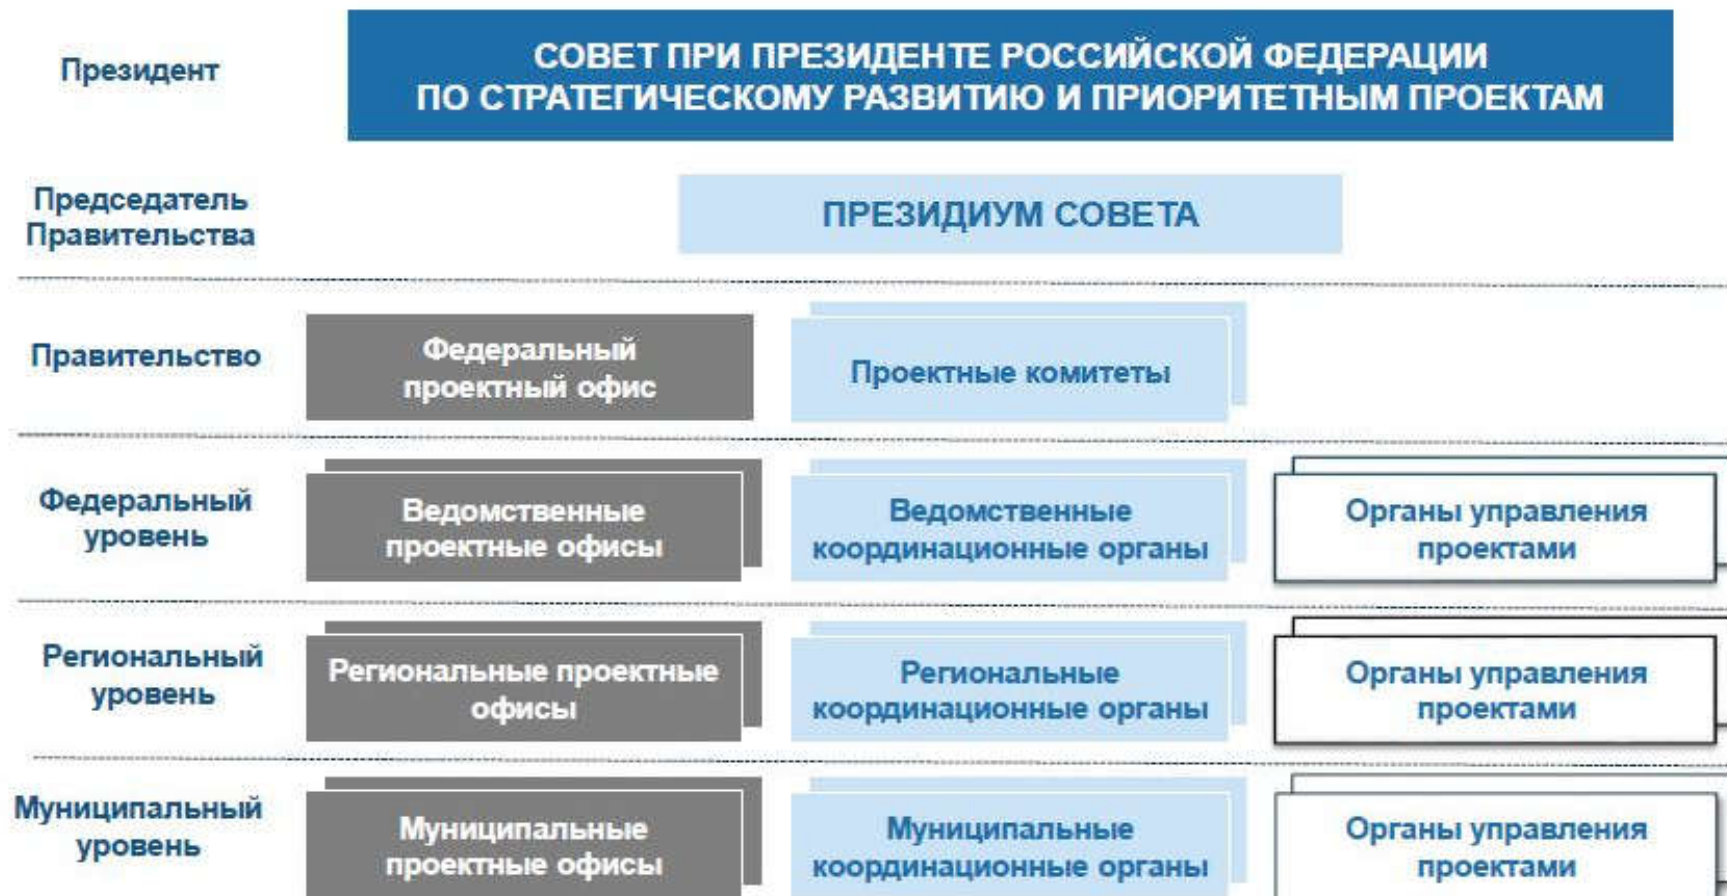 Президент
СОВЕТ ПРИ ПРЕЗИДЕНТЕ РОССИЙСКОЙ ФЕДЕРАЦИИ
ПО СТРАТЕГИЧЕСКОМУ РАЗВИТИЮ И ПРИОРИТЕТНЫМ ПРОЕКТАМ
Председатель
Правительства
ПРЕЗИДИУМ СОВЕТА
Правительство
Федеральный
проектный офис
Проектные комитеты
Федеральный
уровень
Ведомственные
проектные офисы
Ведомственные
координационные органы
Органы управления
проектами
Региональный
уровень
Региональные проектные
офисы
Региональные
координационные органы
Органы управления
проектами
Муниципальный
уровень
Муниципальные
проектные офисы
Муниципальные
координационные органы
Органы управления
проектами